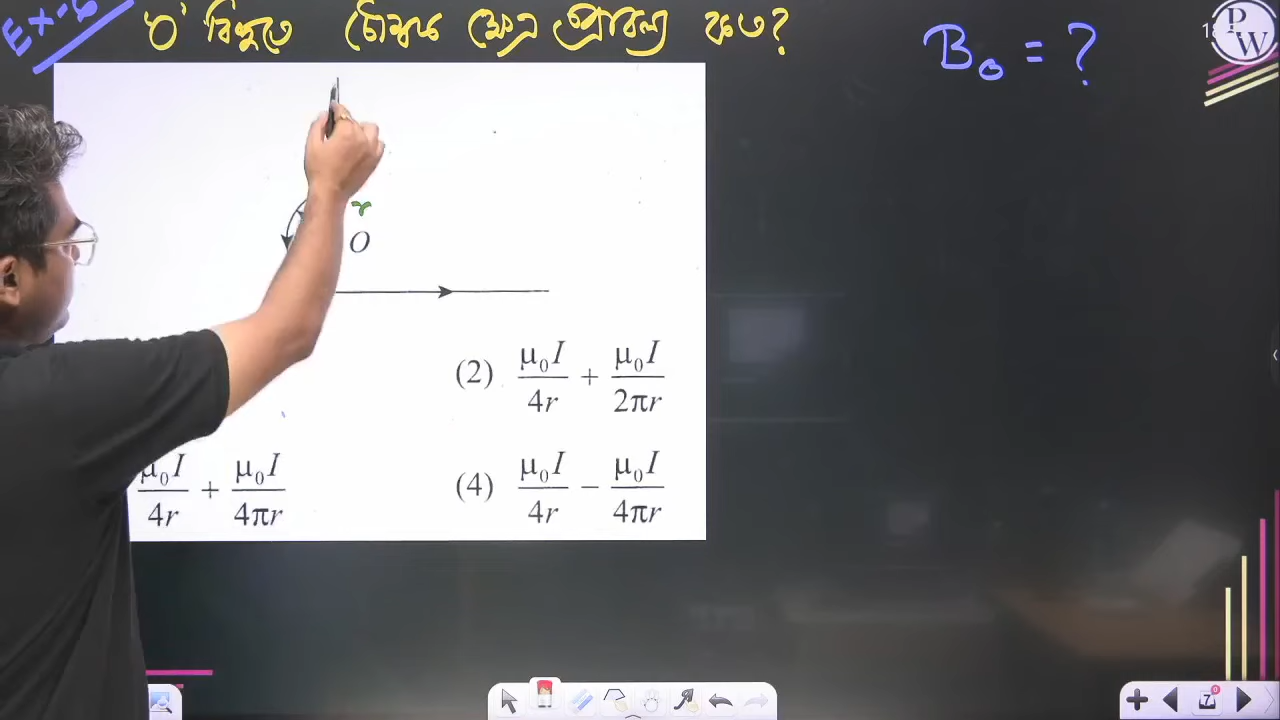 Ex-6 'O' বিন্দুতে চৌম্বক ক্ষেত্র প্রাবল্য কত?
B₀ = ?
PW
r
O
(2) μ₀I/4r + μ₀I/2πr
μ₀I/4r + μ₀I/4πr
(4) μ₀I/4r − μ₀I/4πr